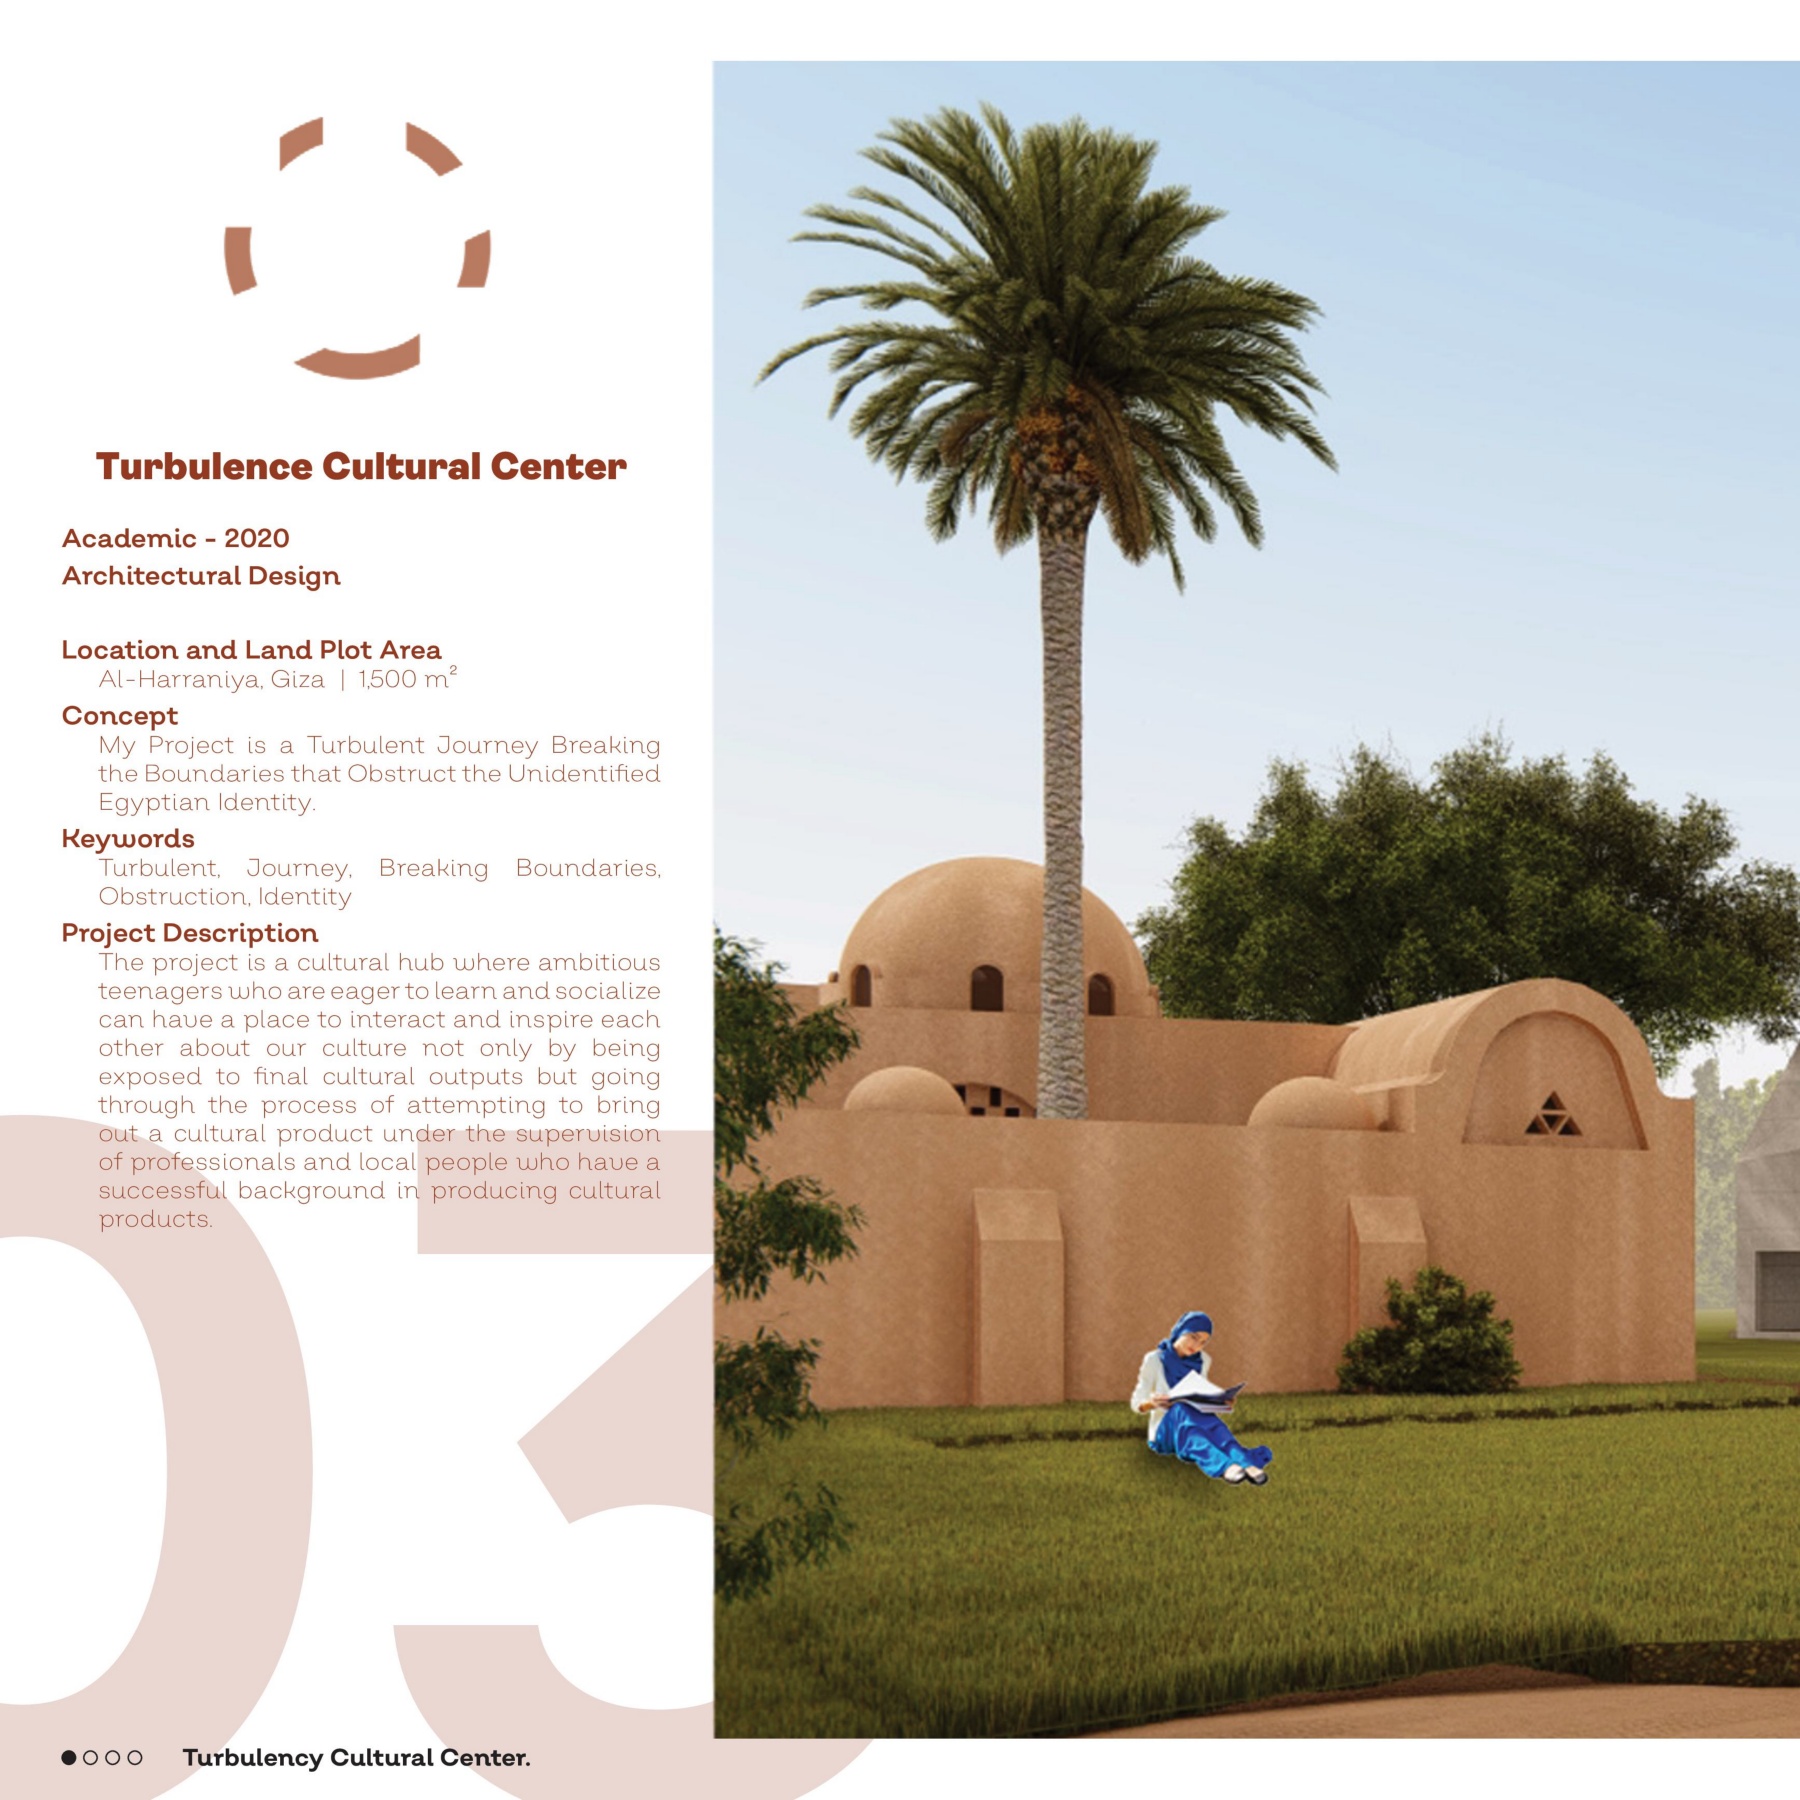 Turbulence Cultural Center
Academic - 2020
Architectural Design
Location and Land Plot Area
Al-Harraniya, Giza | 1,500 m²
Concept
My Project is a Turbulent Journey Breaking
the Boundaries that Obstruct the Unidentified
Egyptian Identity.
Keywords
Turbulent, Journey, Breaking Boundaries,
Obstruction, Identity
Project Description
The project is a cultural hub where ambitious
teenagers who are eager to learn and socialize
can have a place to interact and inspire each
other about our culture not only by being
exposed to final cultural outputs but going
through the process of attempting to bring
out a cultural product under the supervision
of professionals and local people who have a
successful background in producing cultural
products.
03
Turbulency Cultural Center.